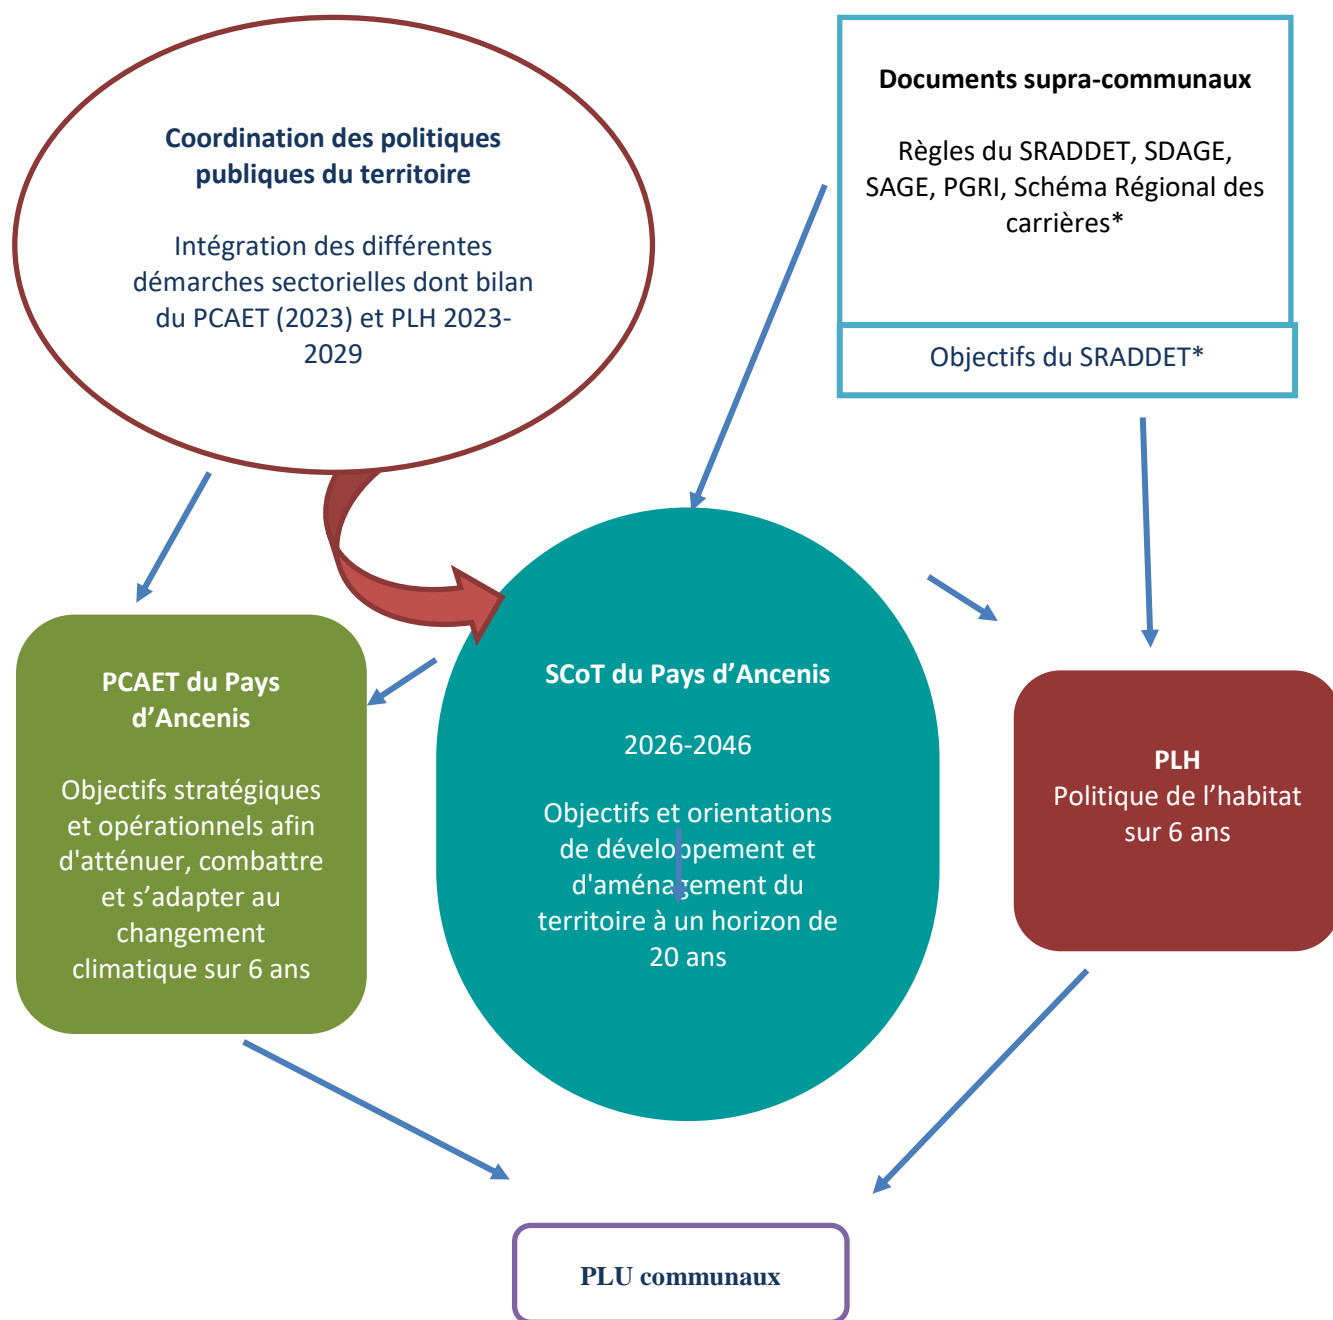 Coordination des politiques
publiques du territoire
Intégration des différentes
démarches sectorielles dont bilan
du PCAET (2023) et PLH 2023-
2029
Documents supra-communaux
Règles du SRADDET, SDAGE,
SAGE, PGRI, Schéma Régional des
carrières*
Objectifs du SRADDET*
PCAET du Pays
d’Ancenis
Objectifs stratégiques
et opérationnels afin
d'atténuer, combattre
et s’adapter au
changement
climatique sur 6 ans
SCoT du Pays d’Ancenis
2026-2046
Objectifs et orientations
de développement et
d'aménagement du
territoire à un horizon de
20 ans
PLH
Politique de l’habitat
sur 6 ans
PLU communaux